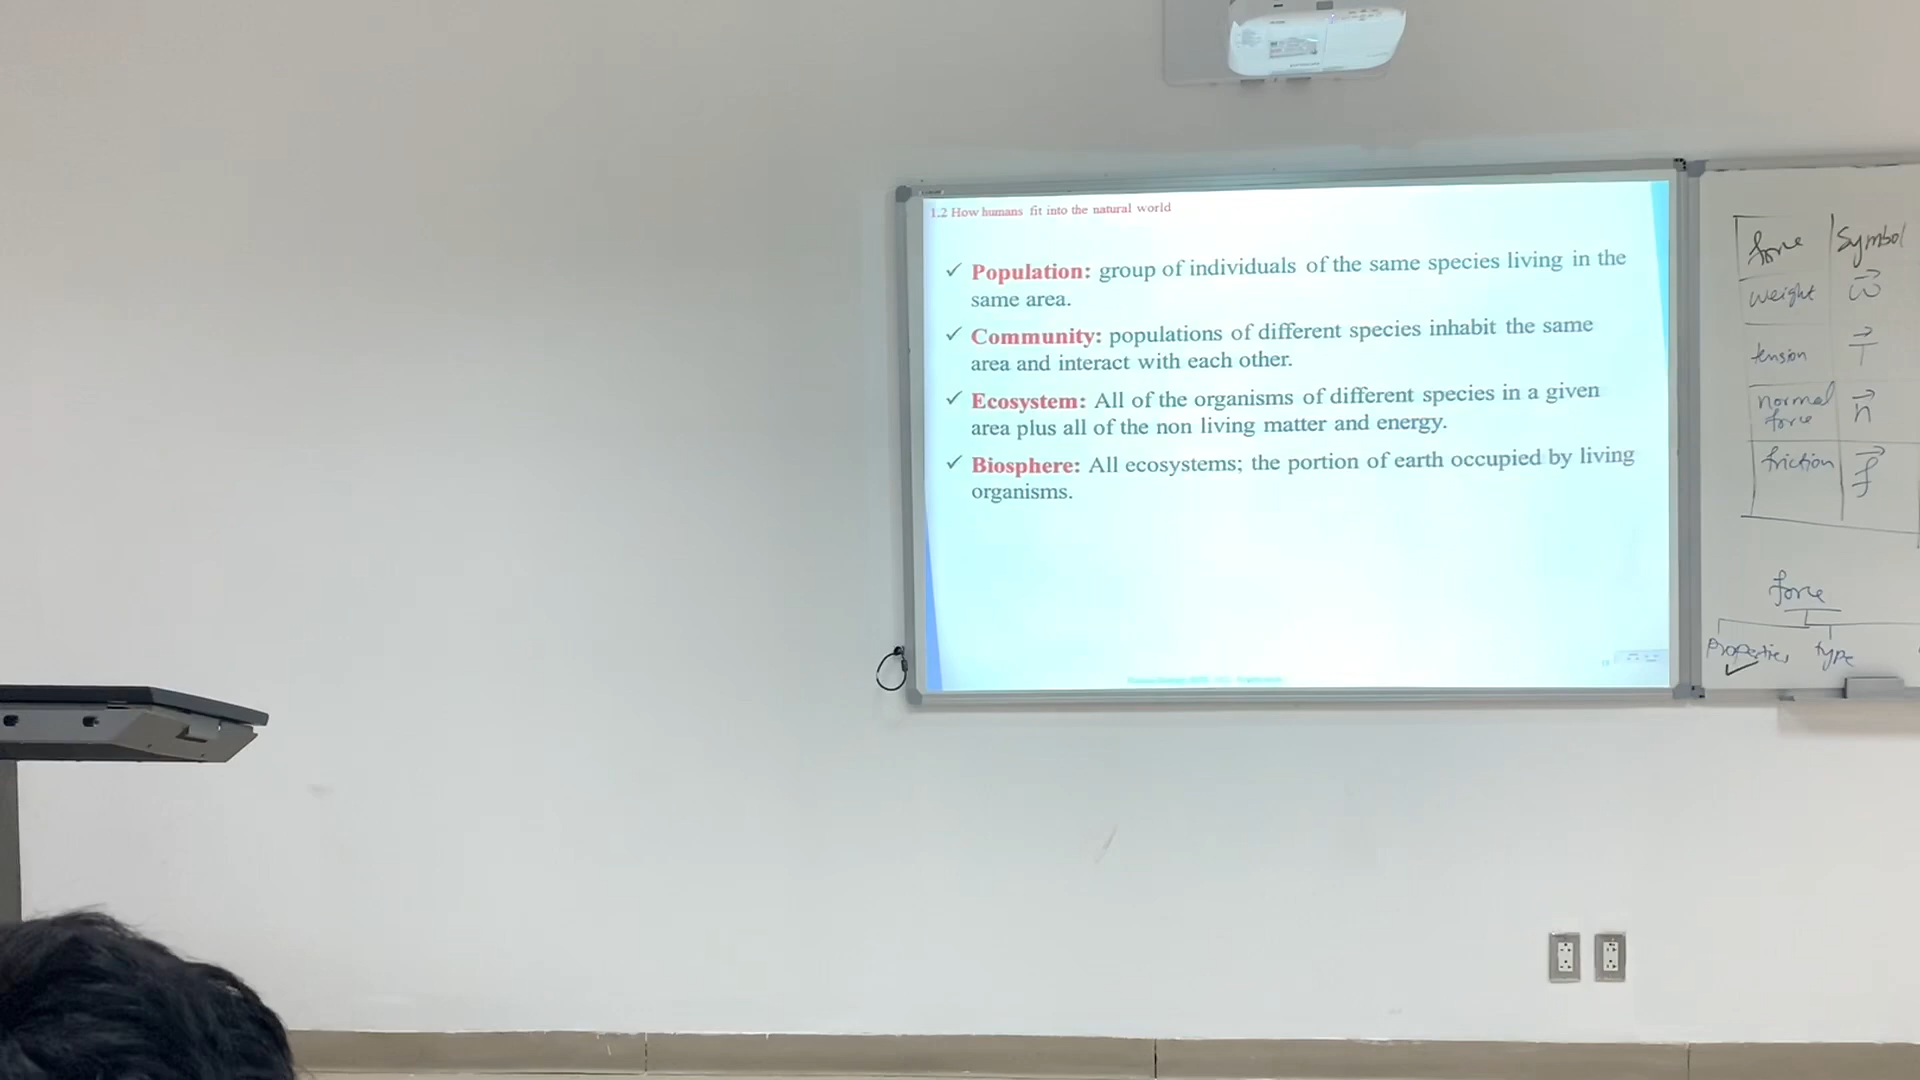 1.2 How humans fit into the natural world
✓ Population: group of individuals of the same species living in the
same area.
✓ Community: populations of different species inhabit the same
area and interact with each other.
✓ Ecosystem: All of the organisms of different species in a given
area plus all of the non living matter and energy.
✓ Biosphere: All ecosystems; the portion of earth occupied by living
organisms.
force Symbol
weight w⃗
tension T⃗
normal
force n⃗
friction f⃗
force
properties type
✓